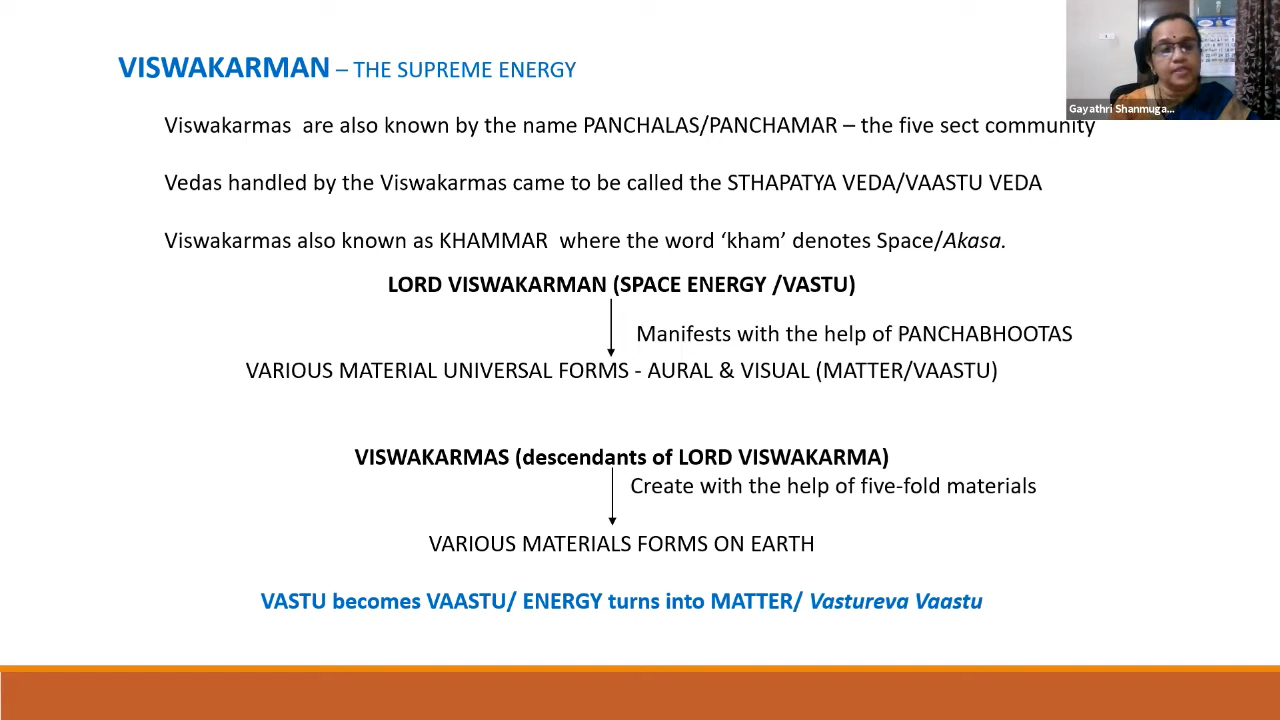 VISWAKARMAN – THE SUPREME ENERGY
Gayathri Shanmuga...
Viswakarmas are also known by the name PANCHALAS/PANCHAMAR – the five sect community
Vedas handled by the Viswakarmas came to be called the STHAPATYA VEDA/VAASTU VEDA
Viswakarmas also known as KHAMMAR where the word ‘kham’ denotes Space/Akasa.
LORD VISWAKARMAN (SPACE ENERGY /VASTU)
Manifests with the help of PANCHABHOOTAS
VARIOUS MATERIAL UNIVERSAL FORMS - AURAL & VISUAL (MATTER/VAASTU)
VISWAKARMAS (descendants of LORD VISWAKARMA)
Create with the help of five-fold materials
VARIOUS MATERIALS FORMS ON EARTH
VASTU becomes VAASTU/ ENERGY turns into MATTER/ Vastureva Vaastu